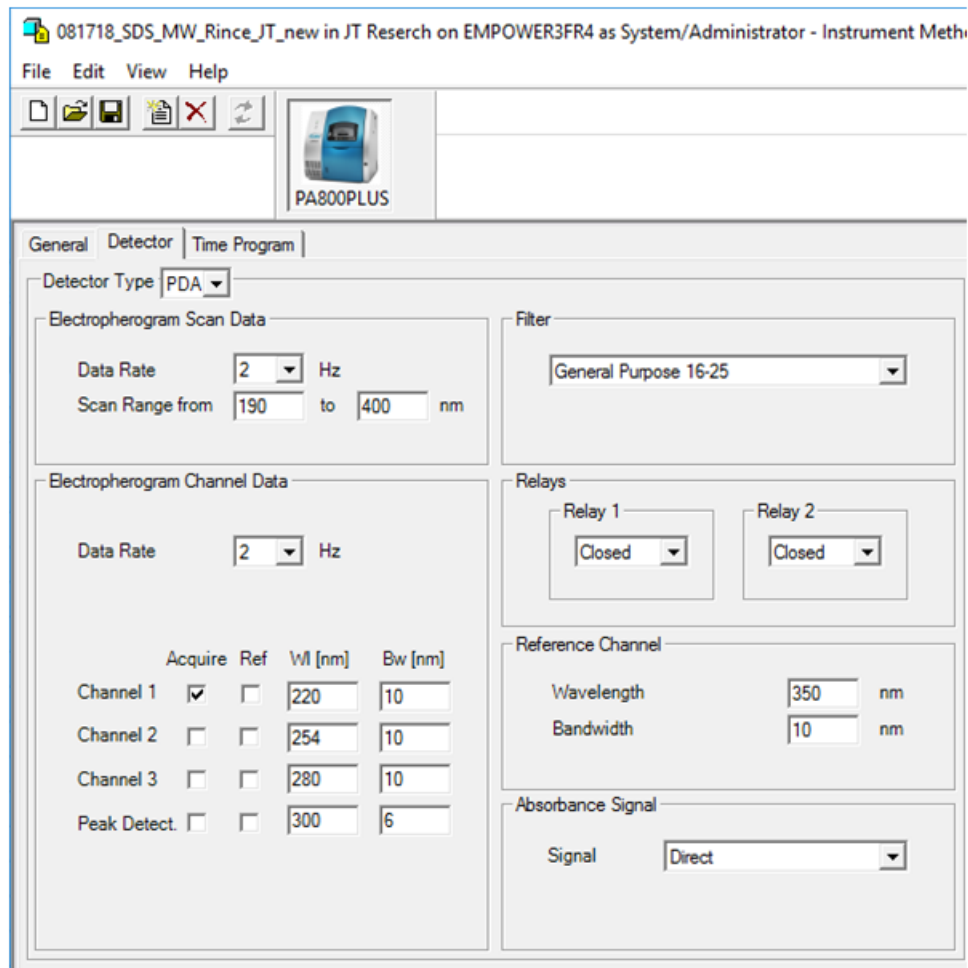 081718_SDS_MW_Rince_JT_new in JT Reserch on EMPOWER3FR4 as System/Administrator - Instrument Meth
File Edit View Help
PA800PLUS
General Detector Time Program
Detector Type PDA
Electropherogram Scan Data
Data Rate 2 Hz
Scan Range from 190 to 400 nm
Filter
General Purpose 16-25
Electropherogram Channel Data
Data Rate 2 Hz
Acquire Ref Wl [nm] Bw [nm]
Channel 1 220 10
Channel 2 254 10
Channel 3 280 10
Peak Detect. 300 6
Relays
Relay 1 Relay 2
Closed Closed
Reference Channel
Wavelength 350 nm
Bandwidth 10 nm
Absorbance Signal
Signal Direct